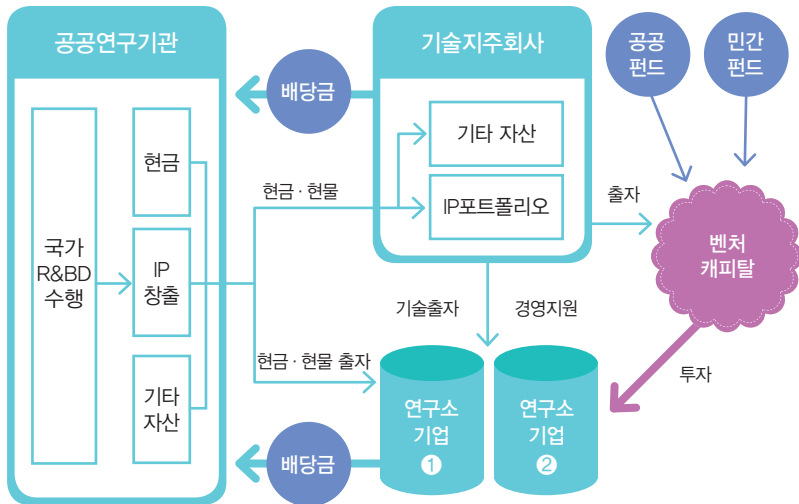 공공연구기관
국가
R&BD
수행
현금
IP
창출
기타
자산
배당금
현금 · 현물
현금 · 현물 출자
배당금
기술지주회사
기타 자산
IP포트폴리오
기술출자
경영지원
연구소
기업
❶
연구소
기업
❷
공공
펀드
민간
펀드
출자
벤처
캐피탈
투자